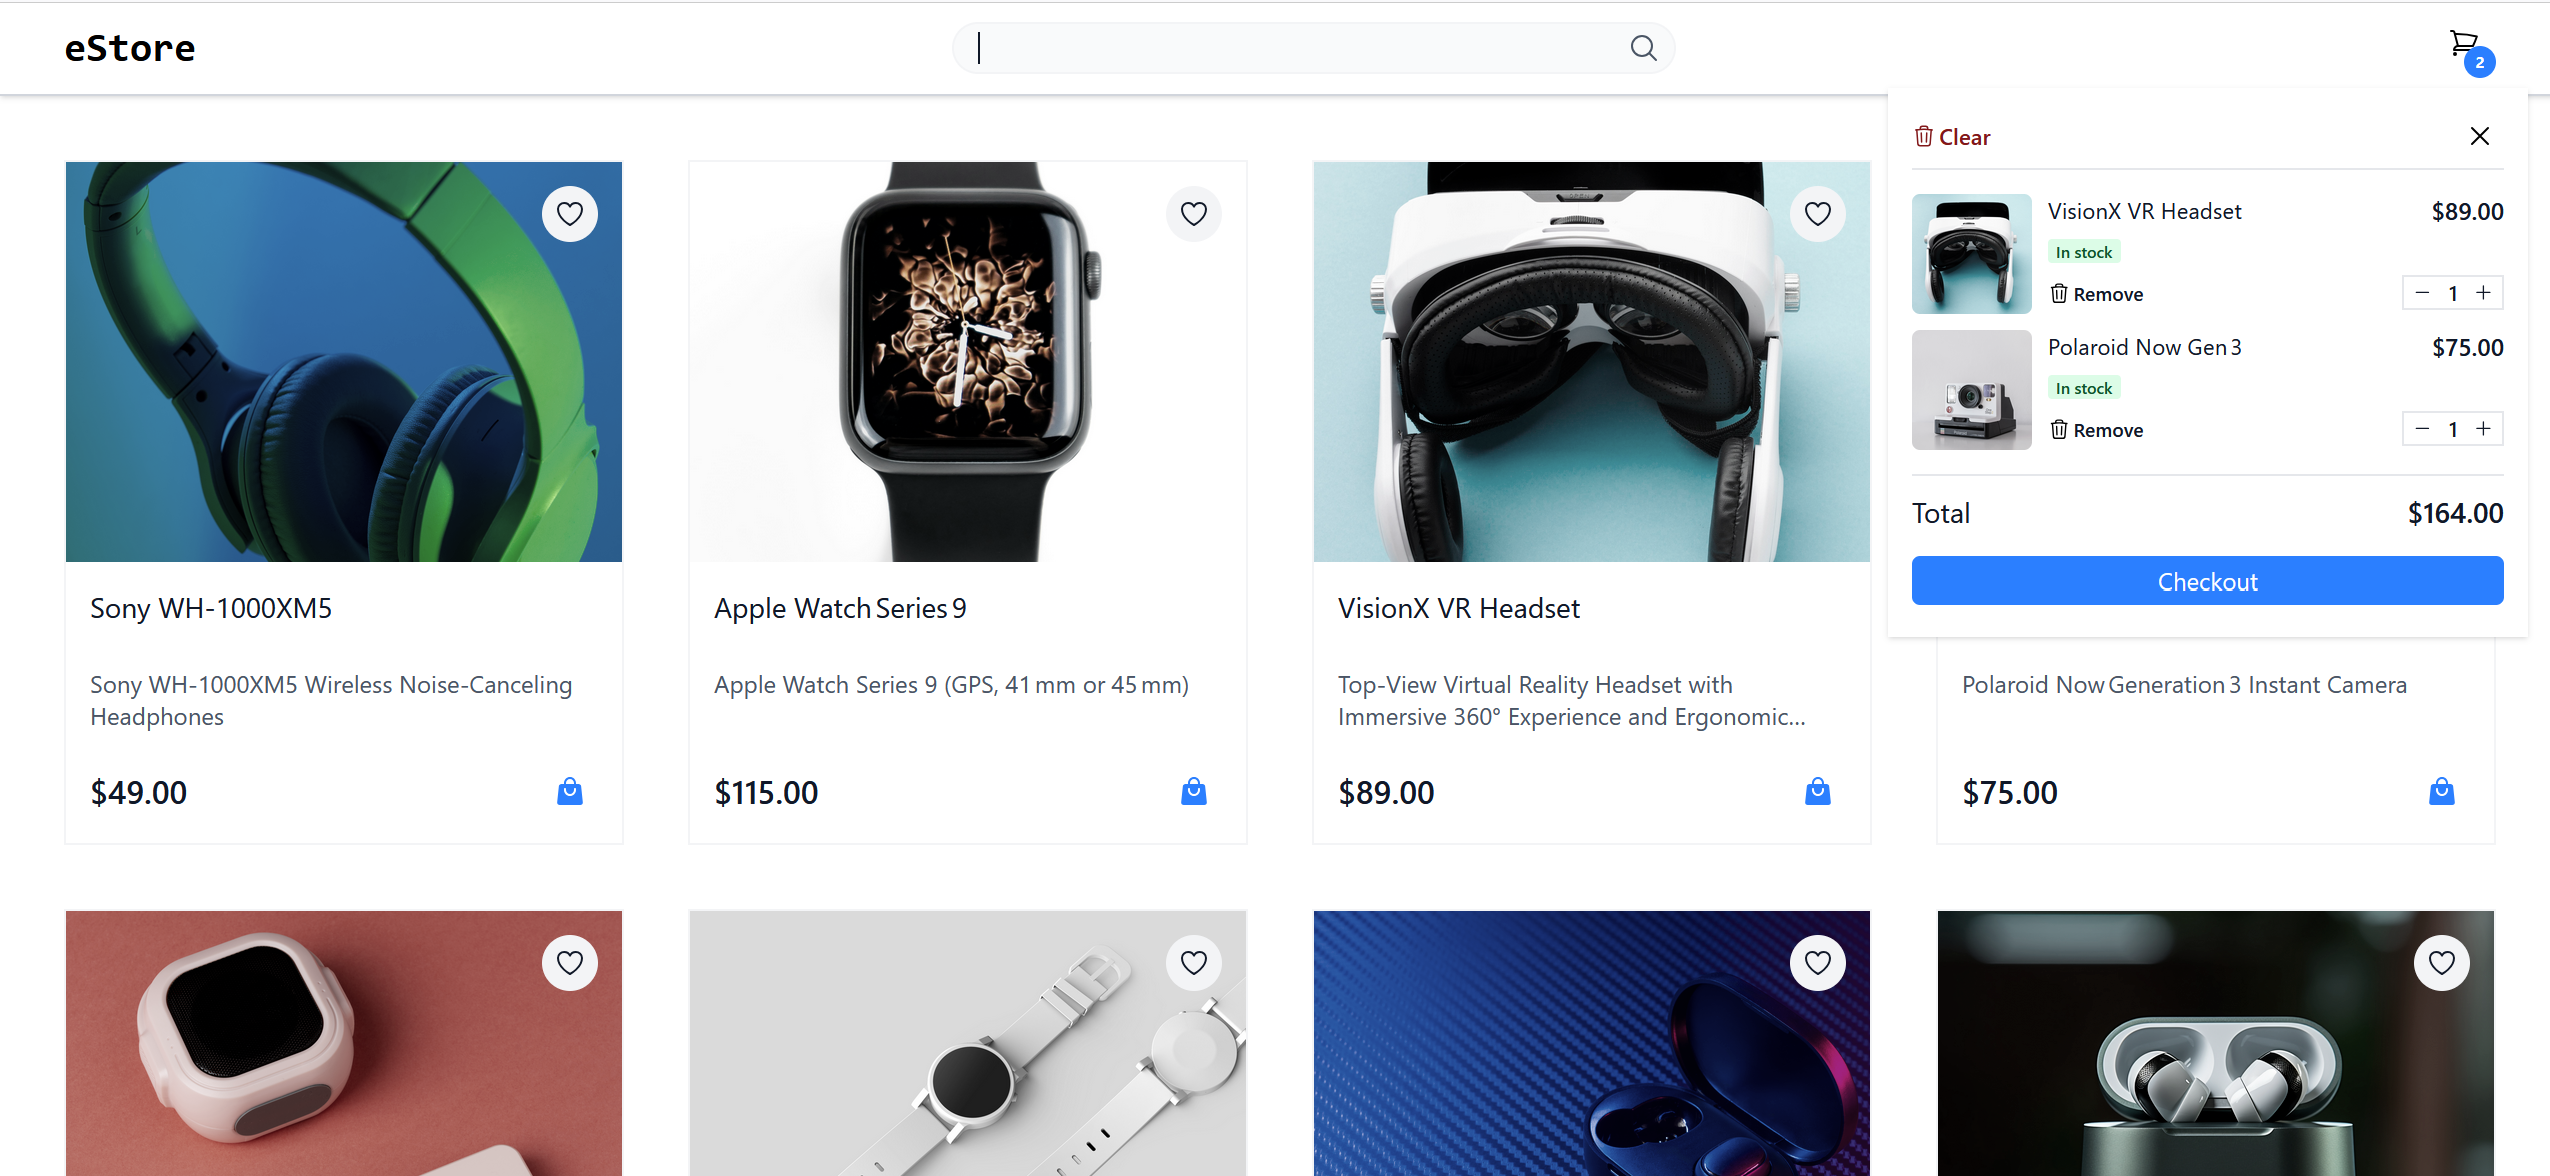 eStore
2
Clear
VisionX VR Headset
$89.00
In stock
Remove
1
Polaroid Now Gen 3
$75.00
In stock
Remove
1
Total
$164.00
Checkout
Sony WH-1000XM5
Sony WH-1000XM5 Wireless Noise-Canceling
Headphones
$49.00
Apple Watch Series 9
Apple Watch Series 9 (GPS, 41 mm or 45 mm)
$115.00
VisionX VR Headset
Top-View Virtual Reality Headset with
Immersive 360° Experience and Ergonomic...
$89.00
Polaroid Now Generation 3 Instant Camera
$75.00